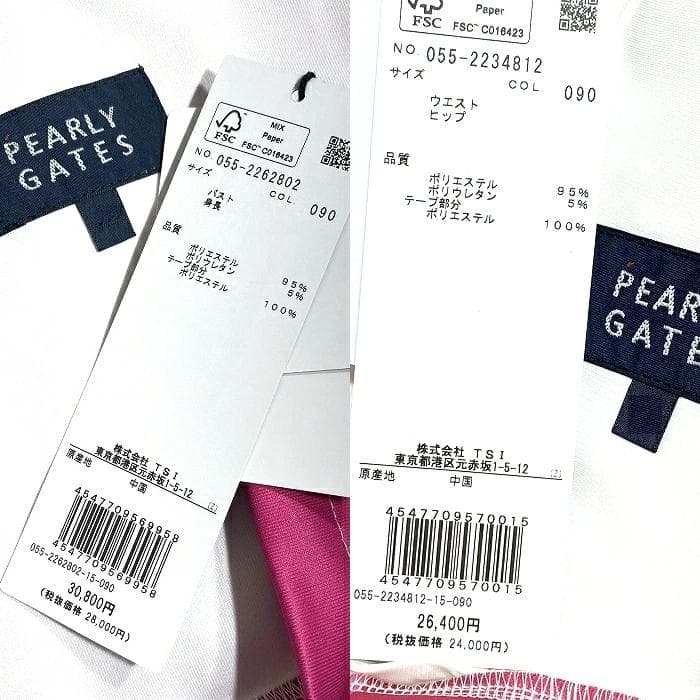 PEARLY
GATES
FSC
MIX
Paper
FSC™ C016423
NO. 055-2262802
サイズ
COL. 090
バスト
身長
品質
ポリエステル 95%
ポリウレタン 5%
テープ部分
ポリエステル 100%
株式会社 TSI
東京都港区元赤坂1-5-12
(Z)
原産地 中国
4547709569958
4547709569958
055-2262802-15-090
30,800円
(税抜価格 28,000円)
FSC
Paper
FSC™ C016423
NO. 055-2234812
サイズ
COL. 090
ウエスト
ヒップ
品質
ポリエステル 95%
ポリウレタン 5%
テープ部分
ポリエステル 100%
株式会社 TSI
東京都港区元赤坂1-5-12
(Z)
原産地 中国
4547709570015
4547709570015
055-2234812-15-090
26,400円
(税抜価格 24,000円)
PEARL
GATE